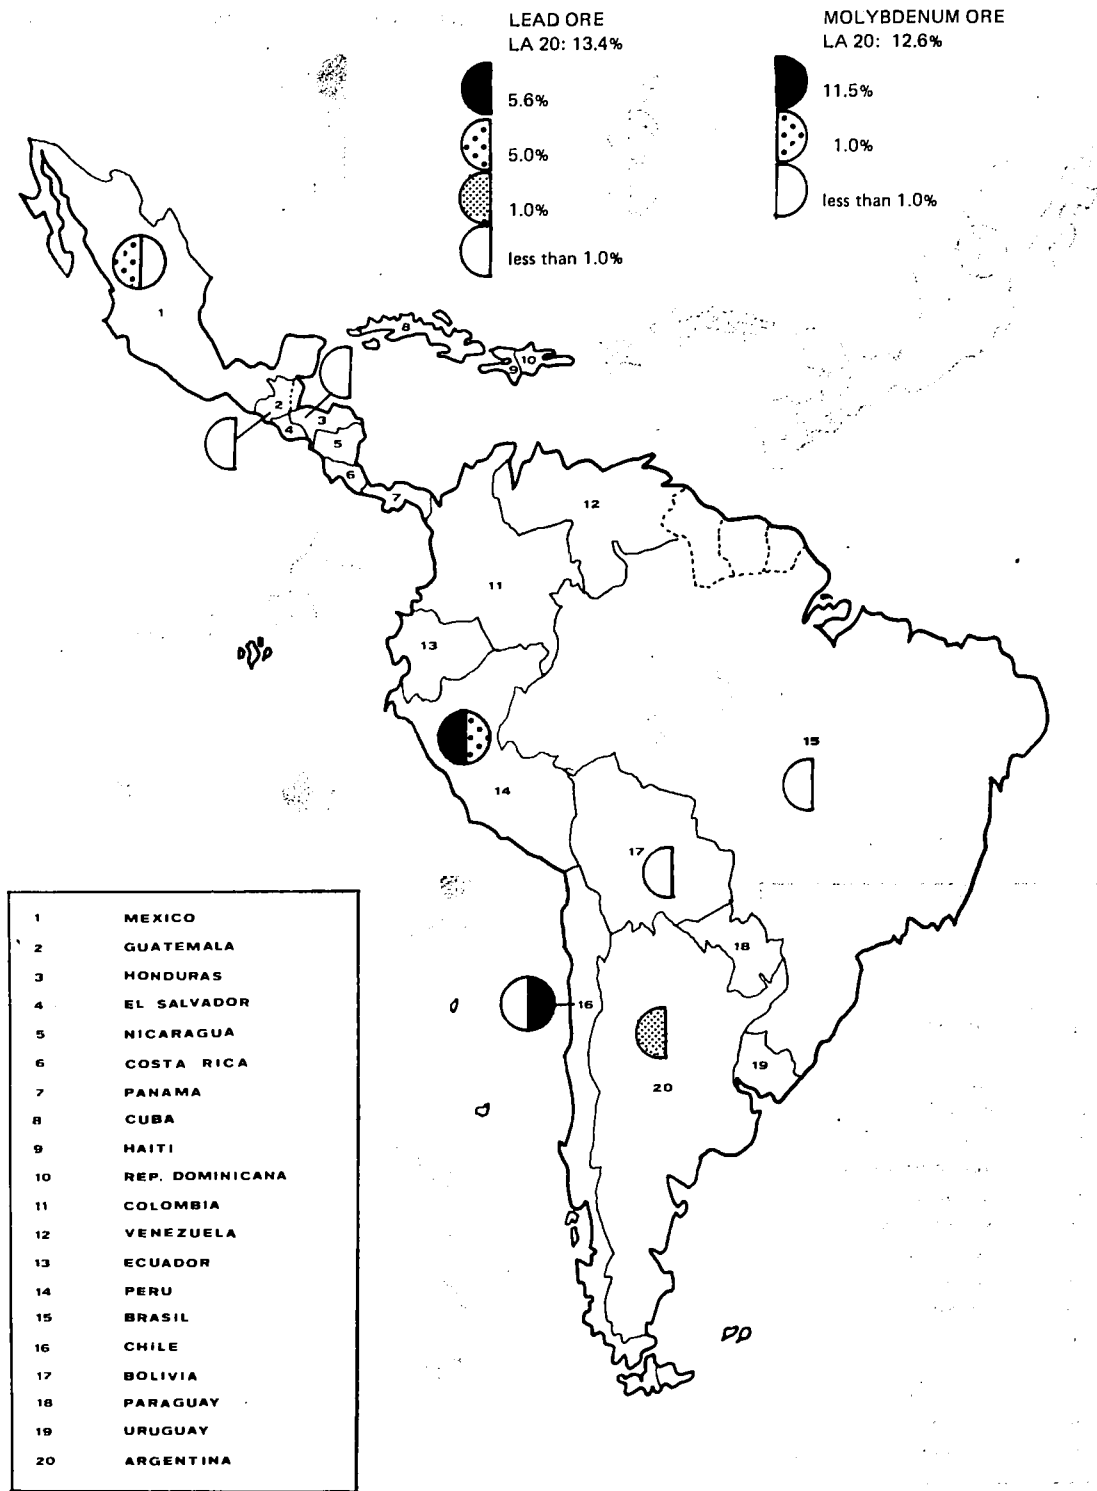 LEAD ORE
LA 20: 13.4%
5.6%
5.0%
1.0%
less than 1.0%
MOLYBDENUM ORE
LA 20: 12.6%
11.5%
1.0%
less than 1.0%
1
8
10
9
2
3
4
5
6
7
12
11
13
15
14
17
18
16
19
20
1 MEXICO
2 GUATEMALA
3 HONDURAS
4 EL SALVADOR
5 NICARAGUA
6 COSTA RICA
7 PANAMA
8 CUBA
9 HAITI
10 REP. DOMINICANA
11 COLOMBIA
12 VENEZUELA
13 ECUADOR
14 PERU
15 BRASIL
16 CHILE
17 BOLIVIA
18 PARAGUAY
19 URUGUAY
20 ARGENTINA